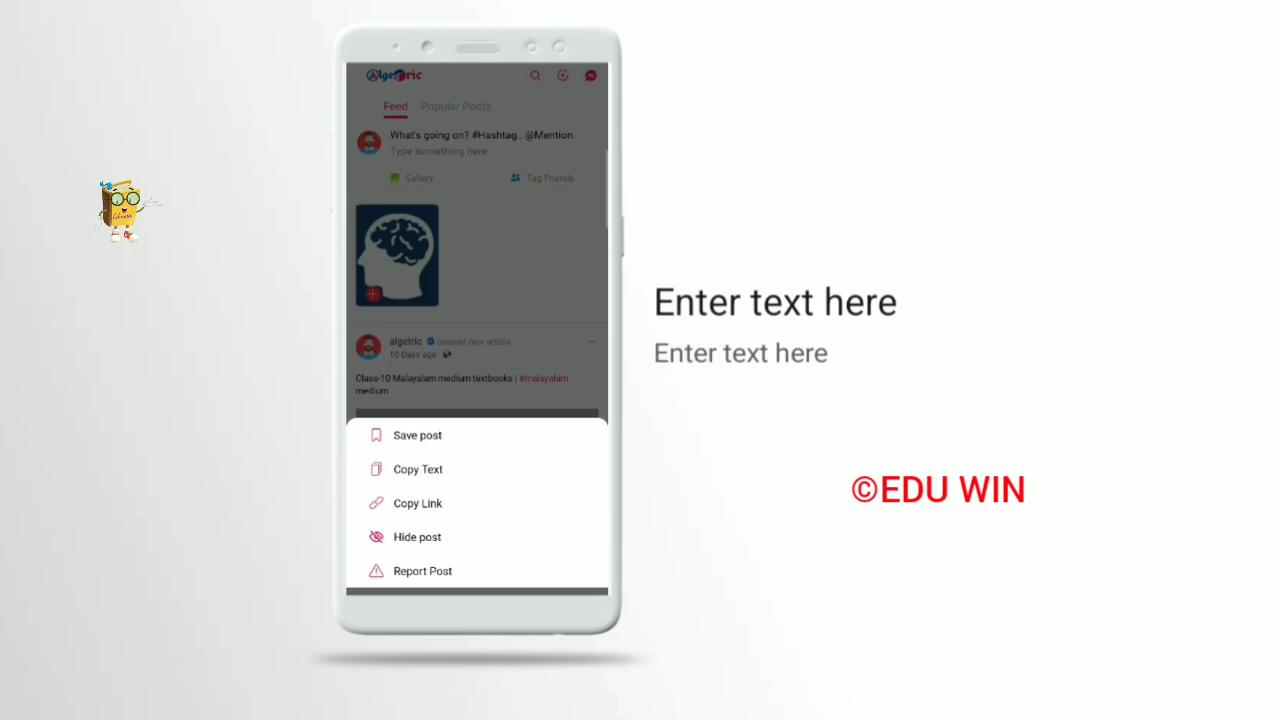 Algetric
Feed Popular Posts
What's going on? #Hashtag.. @Mention.
Type something here
Gallery Tag Friends
algetric created new article
10 Days ago
Class-10 Malayalam medium textbooks | #malayalam
medium
Save post
Copy Text
Copy Link
Hide post
Report Post
Enter text here
Enter text here
©EDU WIN